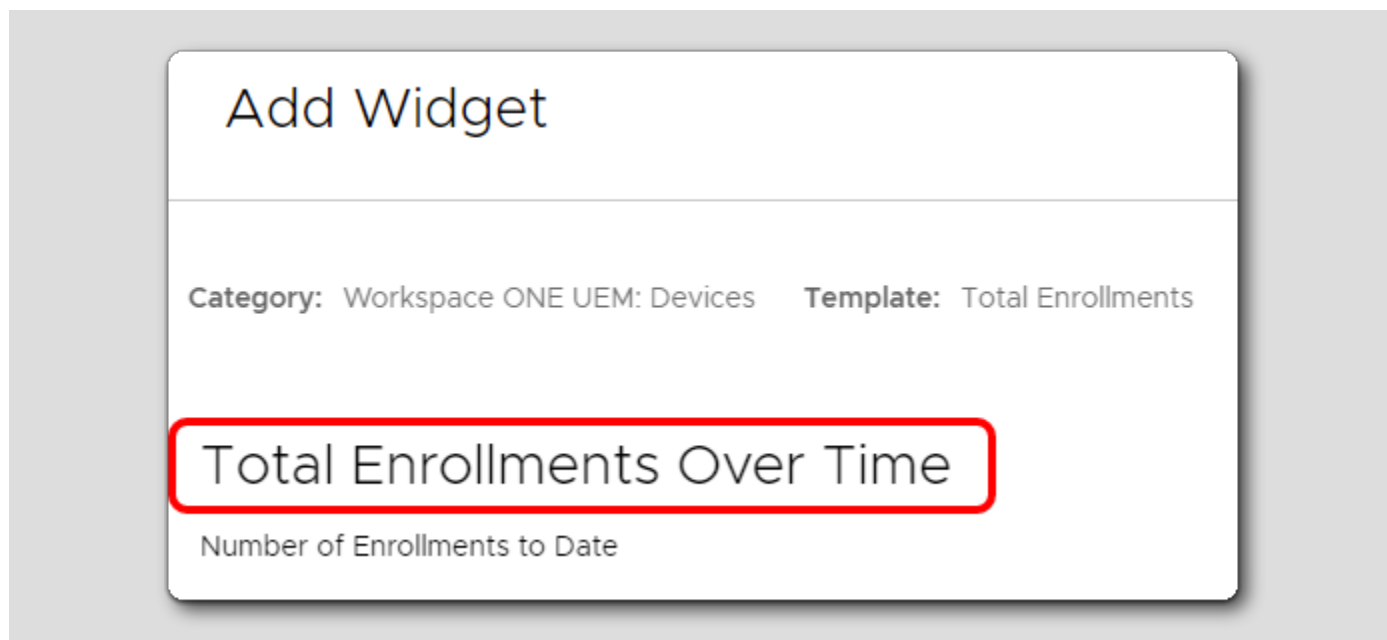 Add Widget
Category: Workspace ONE UEM: Devices Template: Total Enrollments
Total Enrollments Over Time
Number of Enrollments to Date